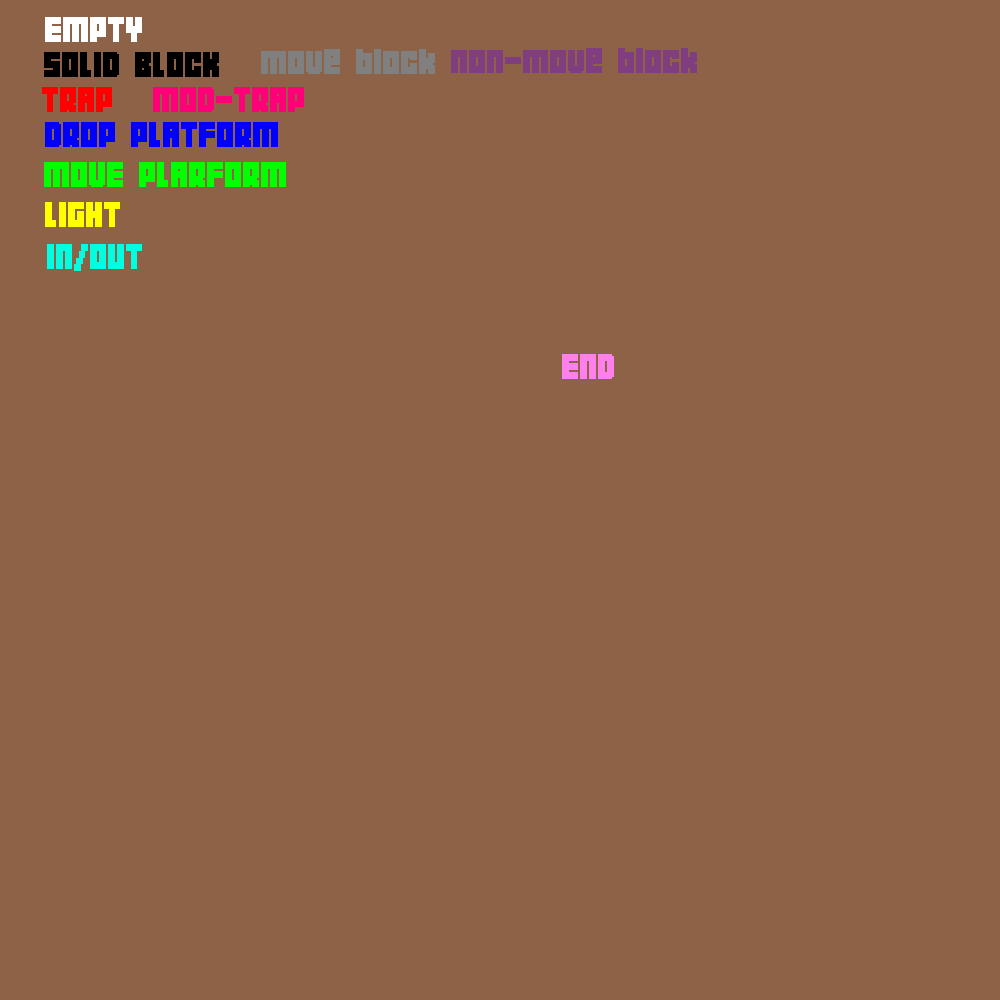 EMPTY
SOLID BLOCK move block non-move block
TRAP MOD-TRAP
DROP PLATFORM
MOVE PLARFORM
LIGHT
IN/OUT
END